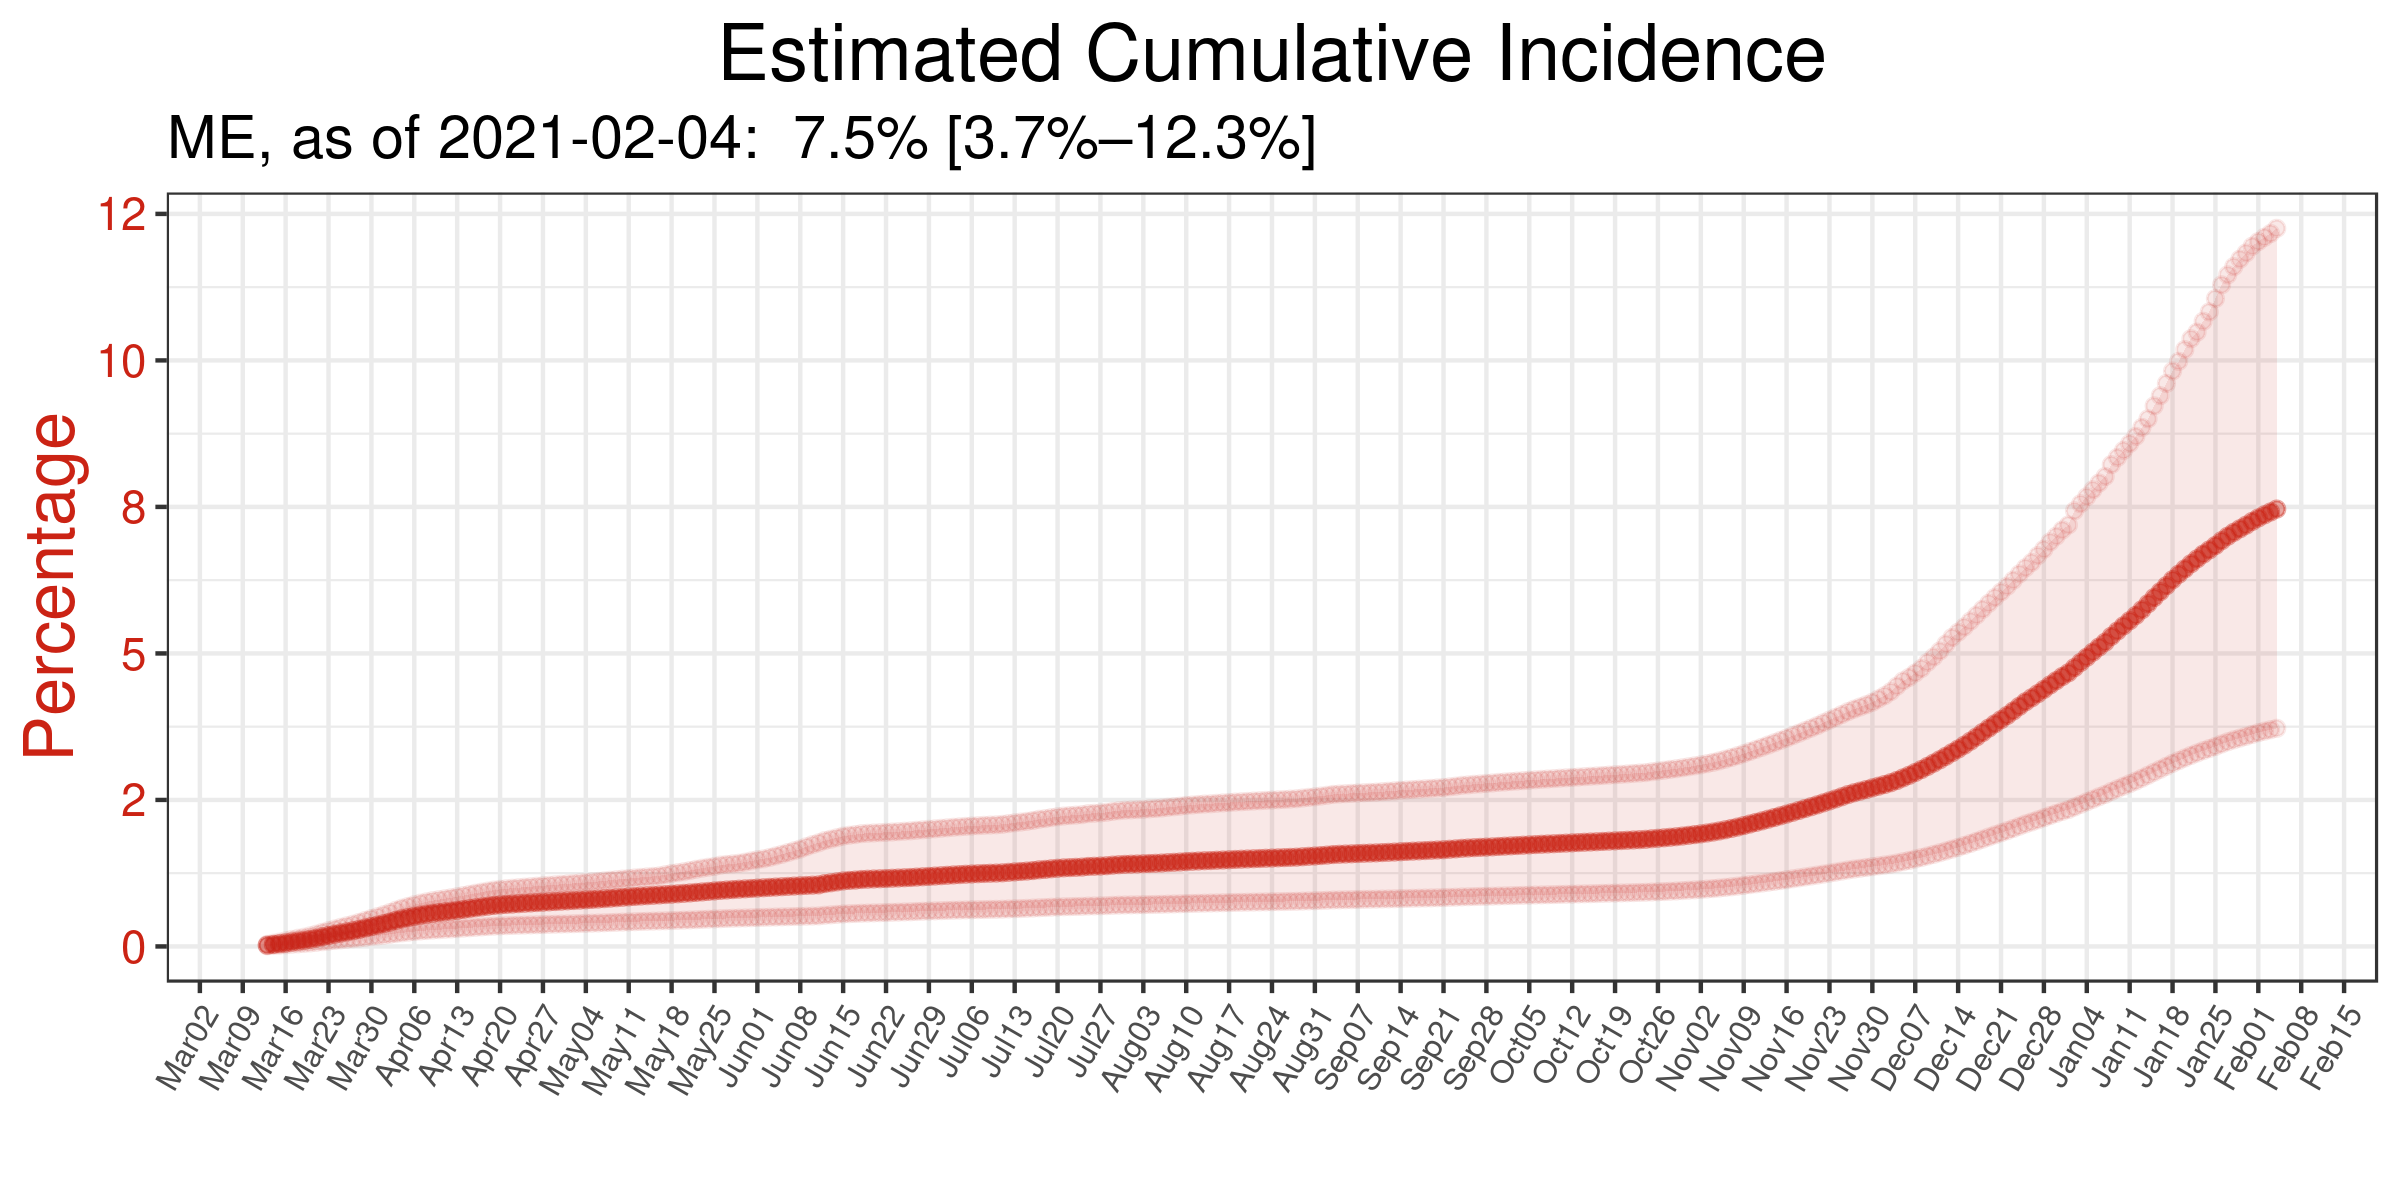 Estimated Cumulative Incidence
ME, as of 2021-02-04:  7.5% [3.7%–12.3%]
Percentage
12
10
8
5
2
0
Mar02
Mar09
Mar16
Mar23
Mar30
Apr06
Apr13
Apr20
Apr27
May04
May11
May18
May25
Jun01
Jun08
Jun15
Jun22
Jun29
Jul06
Jul13
Jul20
Jul27
Aug03
Aug10
Aug17
Aug24
Aug31
Sep07
Sep14
Sep21
Sep28
Oct05
Oct12
Oct19
Oct26
Nov02
Nov09
Nov16
Nov23
Nov30
Dec07
Dec14
Dec21
Dec28
Jan04
Jan11
Jan18
Jan25
Feb01
Feb08
Feb15